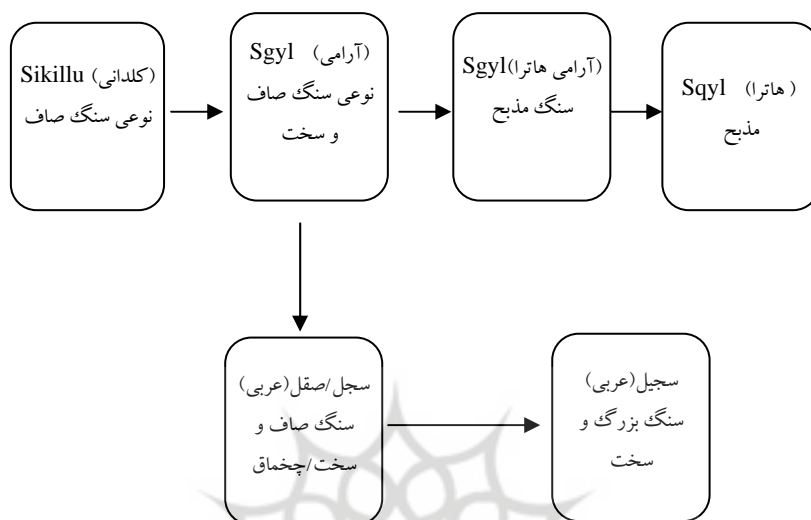 Sikillu (کلدانی)
نوعی سنگ صاف
Sgyl (آرامی)
نوعی سنگ صاف
و سخت
Sgyl(آرامی هاترا)
سنگ مذبح
Sqyl (هاترا )
مذبح
سجل/صقل(عربی)
سنگ صاف و
سخت/چخماق
سجیل(عربی)
سنگ بزرگ و
سخت